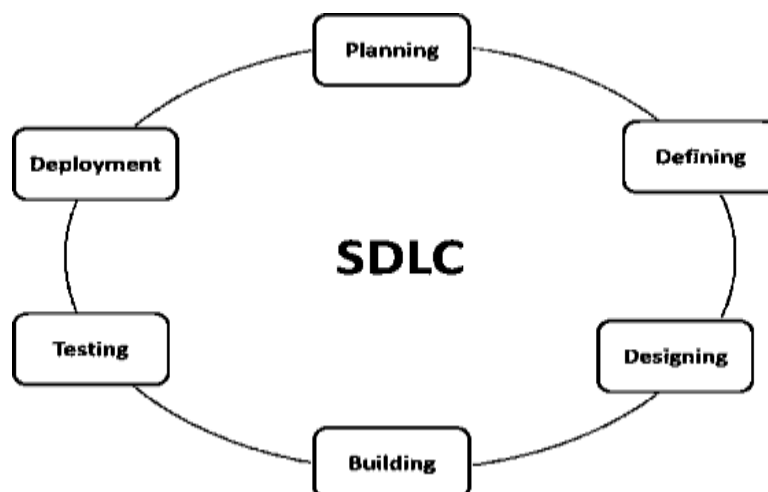 Planning
Defining
Deployment
SDLC
Testing
Designing
Building